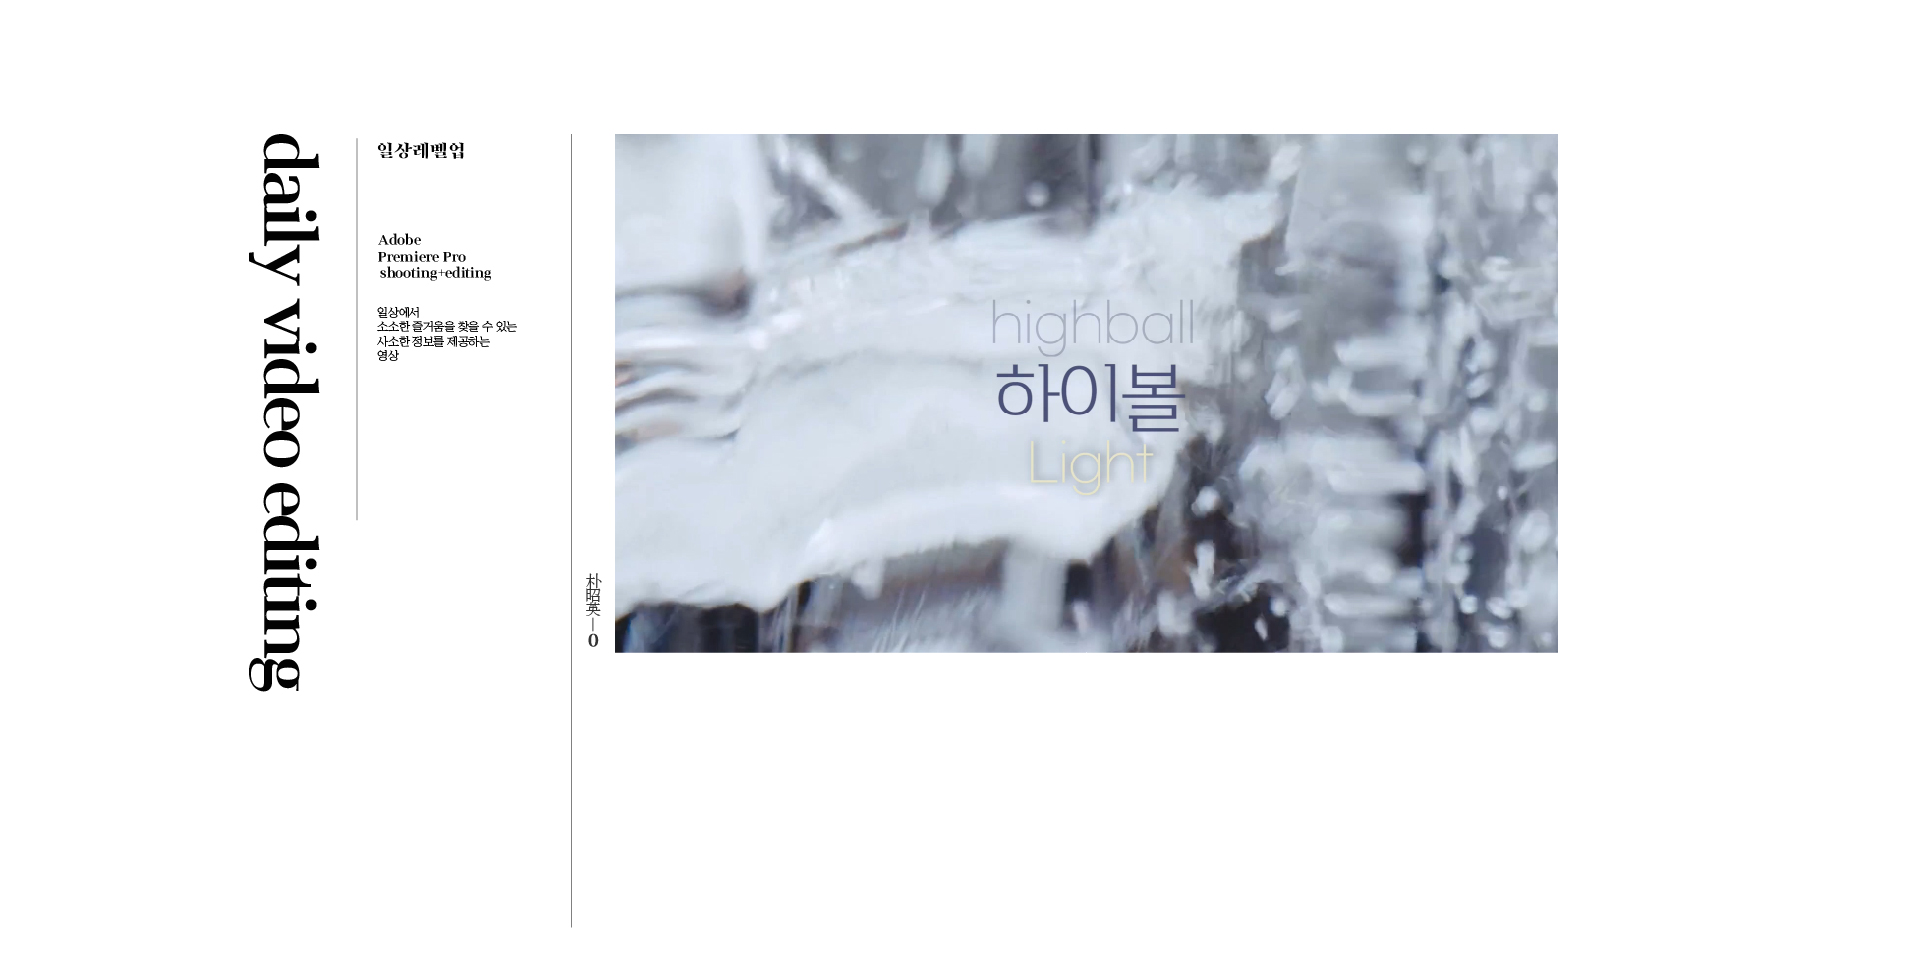 daily video editing
일상레벨업
Adobe
Premiere Pro
shooting+editing
일상에서
소소한 즐거움을 찾을 수 있는
사소한 정보를 제공하는
영상
朴昭英—0
highball
하이볼
Light